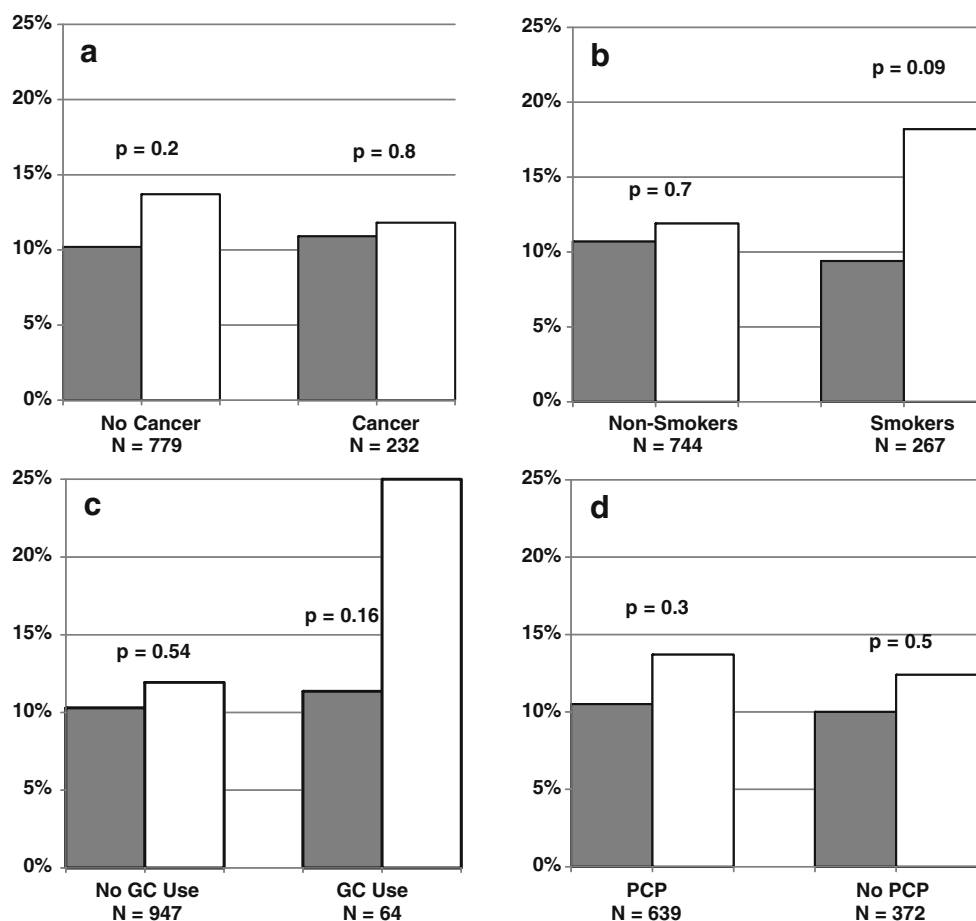 a
25%
20%
15%
10%
5%
0%
p = 0.2
p = 0.8
No Cancer
N = 779
Cancer
N = 232
b
25%
20%
15%
10%
5%
0%
p = 0.7
p = 0.09
Non-Smokers
N = 744
Smokers
N = 267
c
25%
20%
15%
10%
5%
0%
p = 0.54
p = 0.16
No GC Use
N = 947
GC Use
N = 64
d
25%
20%
15%
10%
5%
0%
p = 0.3
p = 0.5
PCP
N = 639
No PCP
N = 372